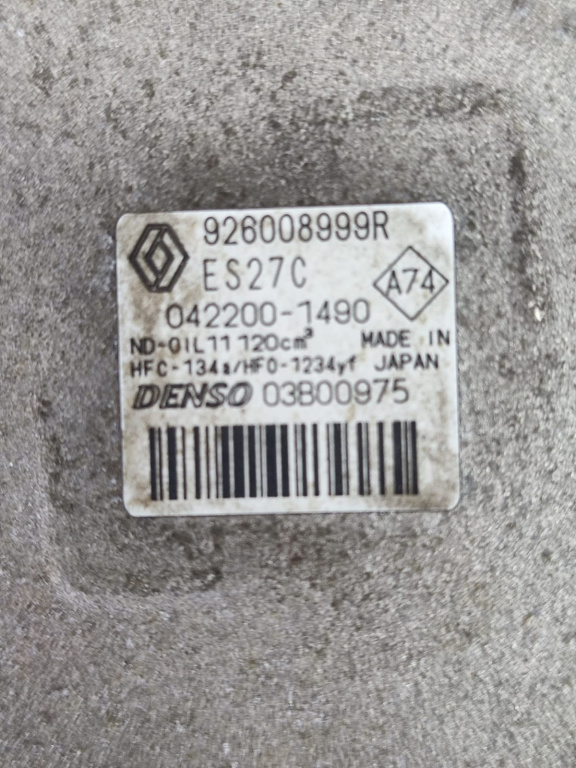 926008999R
ES27C
A74
042200-1490
ND-OIL11 120cm³ MADE IN
HFC-134a/HFO-1234yf JAPAN
DENSO 03B00975